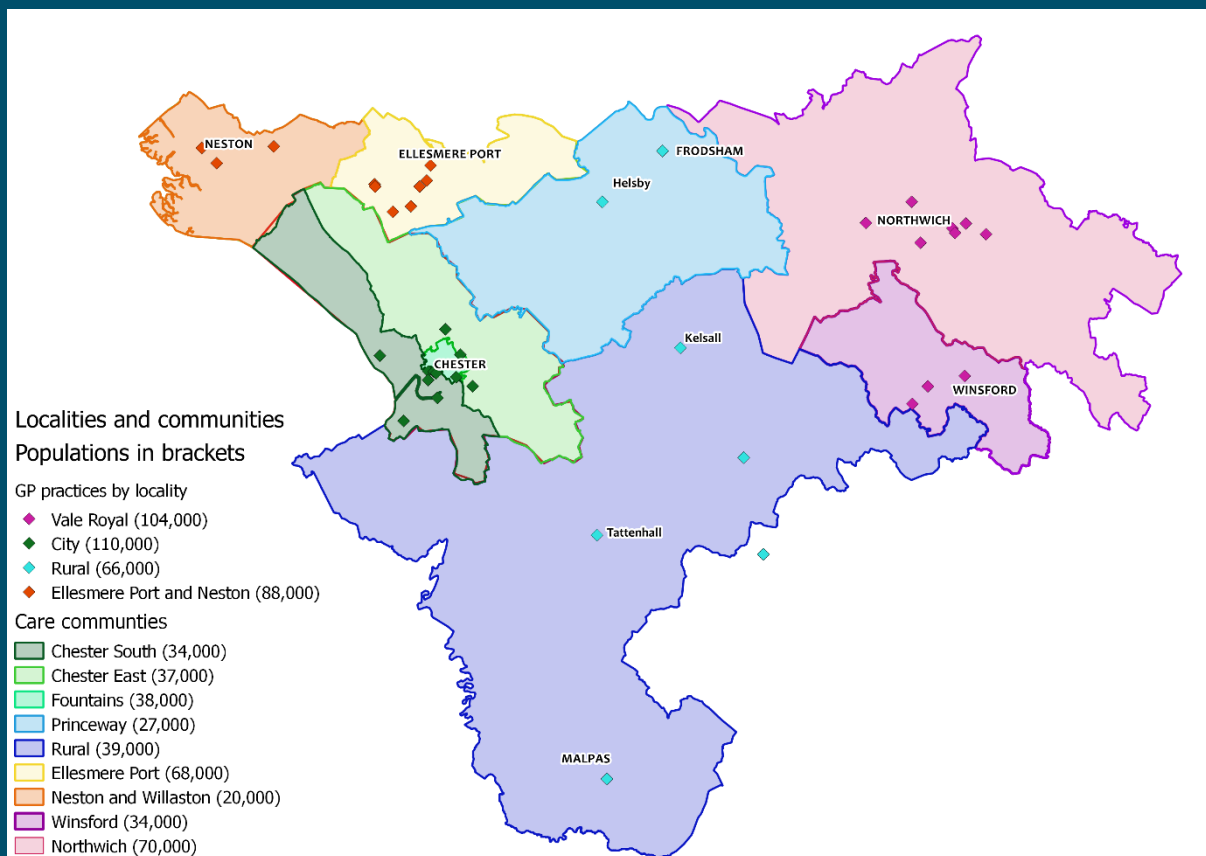 NESTON
ELLESMERE PORT
FRODSHAM
Helsby
NORTHWICH
Kelsall
CHESTER
WINSFORD
Tattenhall
MALPAS
Localities and communities
Populations in brackets
GP practices by locality
Vale Royal (104,000)
City (110,000)
Rural (66,000)
Ellesmere Port and Neston (88,000)
Care communties
Chester South (34,000)
Chester East (37,000)
Fountains (38,000)
Princeway (27,000)
Rural (39,000)
Ellesmere Port (68,000)
Neston and Willaston (20,000)
Winsford (34,000)
Northwich (70,000)